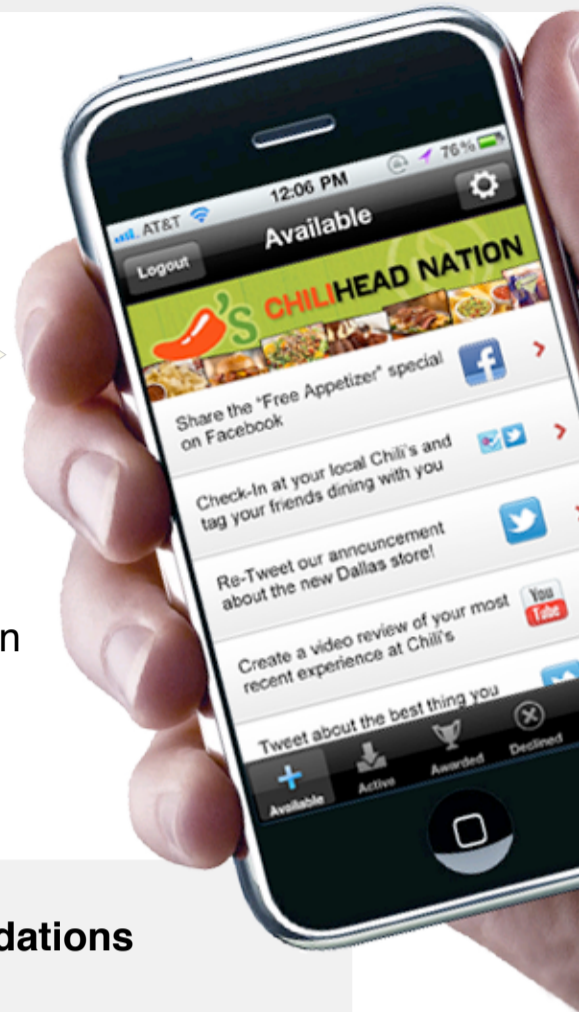 AT&T 12:06 PM 76%
Logout Available
'S CHILIHEAD NATION
Share the "Free Appetizer" special
on Facebook
f
Check-In at your local Chili's and
tag your friends dining with you
Re-Tweet our announcement
about the new Dallas store!
Create a video review of your most
recent experience at Chili's
You
Tube
Tweet about the best thing you
Available Active Awarded Declined
n
dations